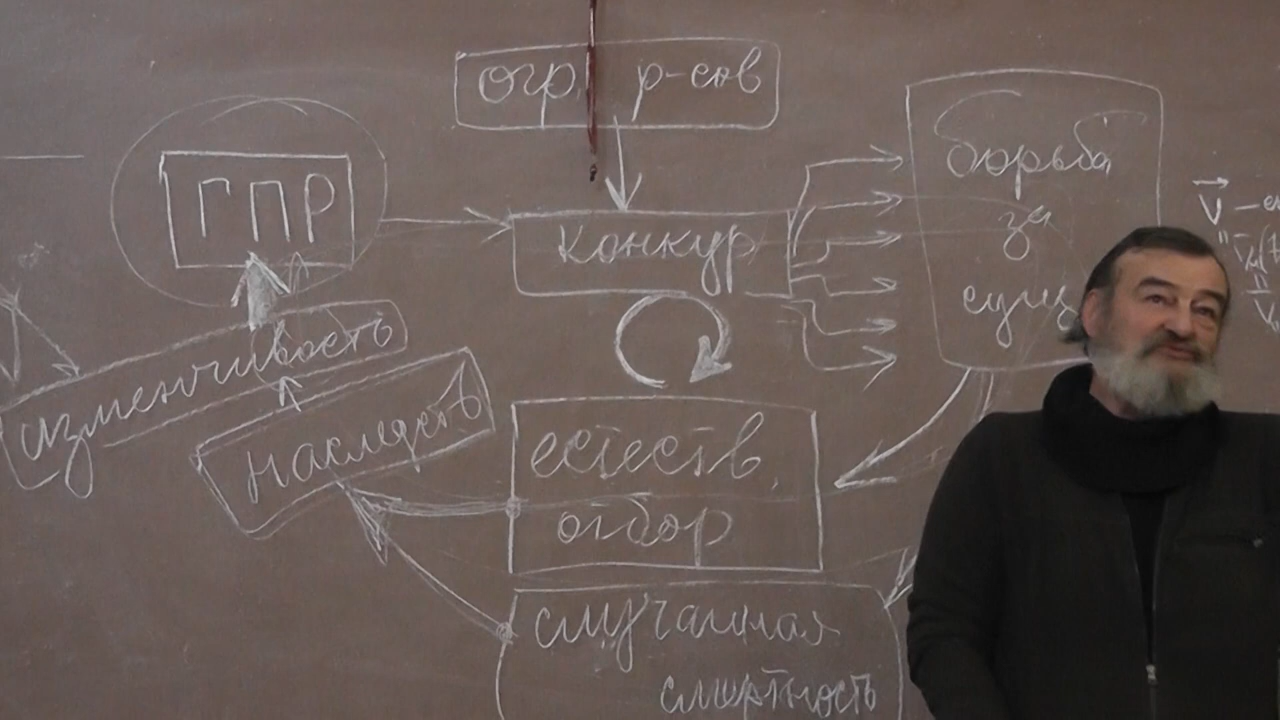 огр. р-сов
ГПР
конкур
борьба
за
сущ
изменчивость
наследств
естеств.
отбор
случайная
смертность